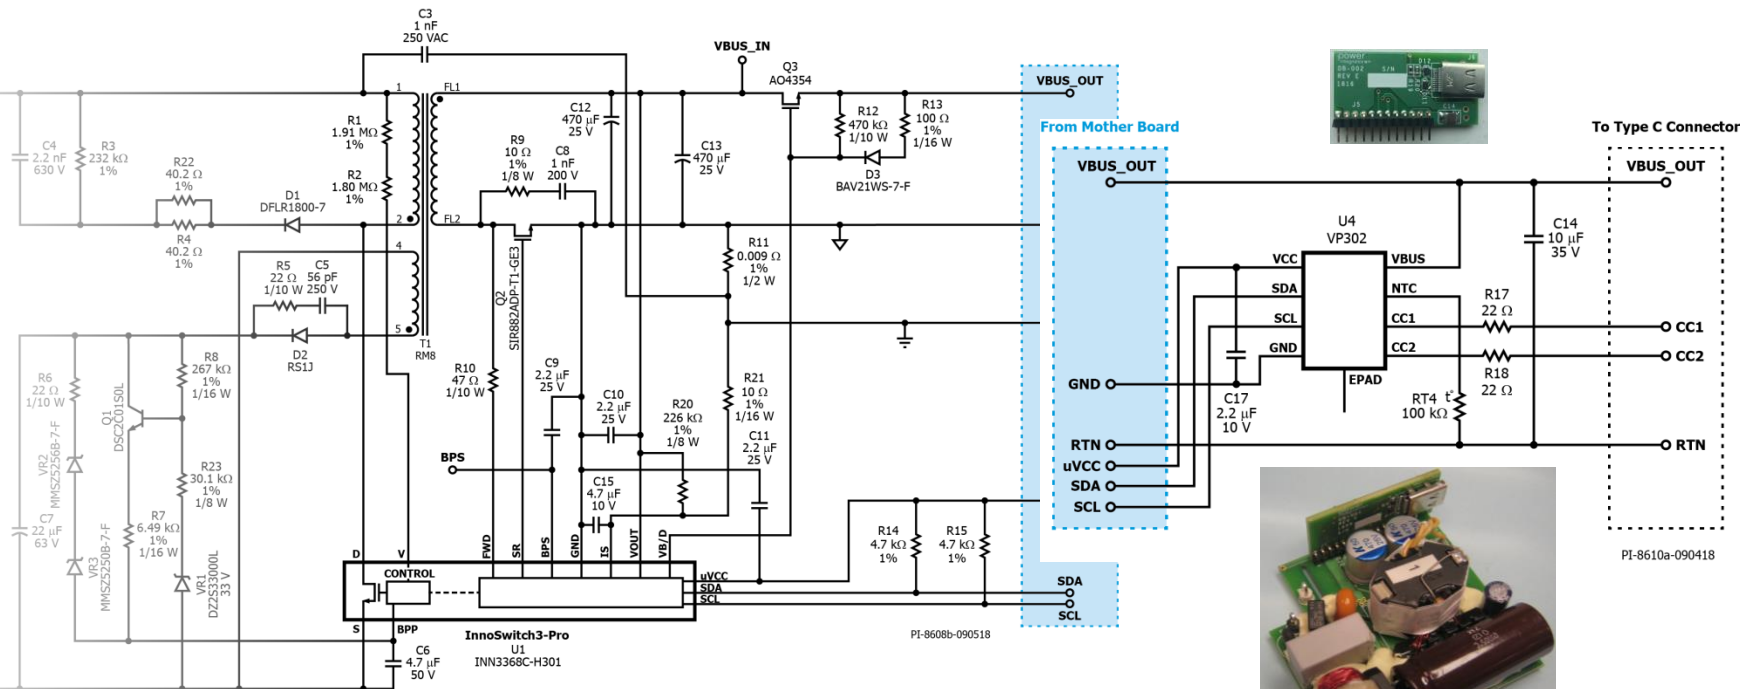 C3
1 nF
250 VAC
VBUS_IN
Q3
AO4354
VBUS_OUT
From Mother Board
To Type C Connector
VBUS_OUT
VBUS_OUT
1
FL1
C4
2.2 nF
630 V
R3
232 kΩ
1%
R1
1.91 MΩ
1%
R2
1.80 MΩ
1%
R22
40.2 Ω
1%
R4
40.2 Ω
1%
D1
DFLR1800-7
2
FL2
4
5
T1
RM8
R9
10 Ω
1%
1/8 W
C8
1 nF
200 V
C12
470 μF
25 V
C13
470 μF
25 V
R12
470 kΩ
1/10 W
R13
100 Ω
1%
1/16 W
D3
BAV21WS-7-F
R11
0.009 Ω
1%
1/2 W
Q2
SIR882ADP-T1-GE3
R5
22 Ω
1/10 W
C5
56 pF
250 V
D2
RS1J
R6
22 Ω
1/10 W
Q1
DSC2C01S0L
R8
267 kΩ
1%
1/16 W
VR2
MMSZ5256B-7-F
R23
30.1 kΩ
1%
1/8 W
C7
22 μF
63 V
R7
6.49 kΩ
1%
1/16 W
VR3
MMSZ5250B-7-F
VR1
DZ2S33000L
33 V
R10
47 Ω
1/10 W
C9
2.2 μF
25 V
C10
2.2 μF
25 V
R20
226 kΩ
1%
1/8 W
R21
10 Ω
1%
1/16 W
C11
2.2 μF
25 V
BPS
C15
4.7 μF
10 V
R14
4.7 kΩ
1%
R15
4.7 kΩ
1%
D
V
FWD
SR
BPS
GND
IS
VOUT
VB/D
CONTROL
uVCC
SDA
SCL
S
BPP
InnoSwitch3-Pro
U1
INN3368C-H301
C6
4.7 μF
50 V
PI-8608b-090518
SDA
SCL
U4
VP302
VCC
SDA
SCL
GND
VBUS
NTC
CC1
CC2
EPAD
C14
10 μF
35 V
R17
22 Ω
R18
22 Ω
CC1
CC2
GND
C17
2.2 μF
10 V
RT4
100 kΩ
t°
RTN
RTN
uVCC
SDA
SCL
PI-8610a-090418
power
DB-002
REV C
1816
S/N
J5